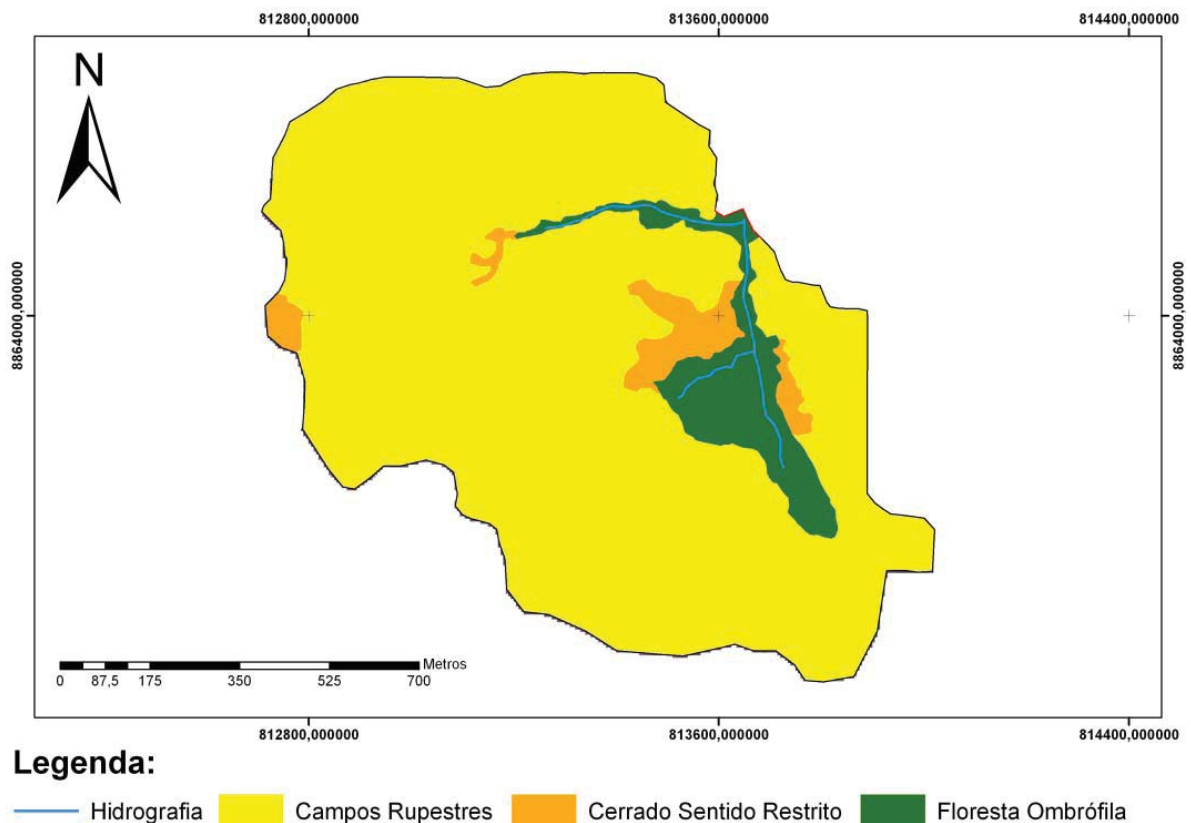 812800,000000 813600,000000 814400,000000
N
8864000,000000 8864000,000000
Metros
0 87,5 175 350 525 700
812800,000000 813600,000000 814400,000000
Legenda:
Hidrografia Campos Rupestres Cerrado Sentido Restrito Floresta Ombrófila